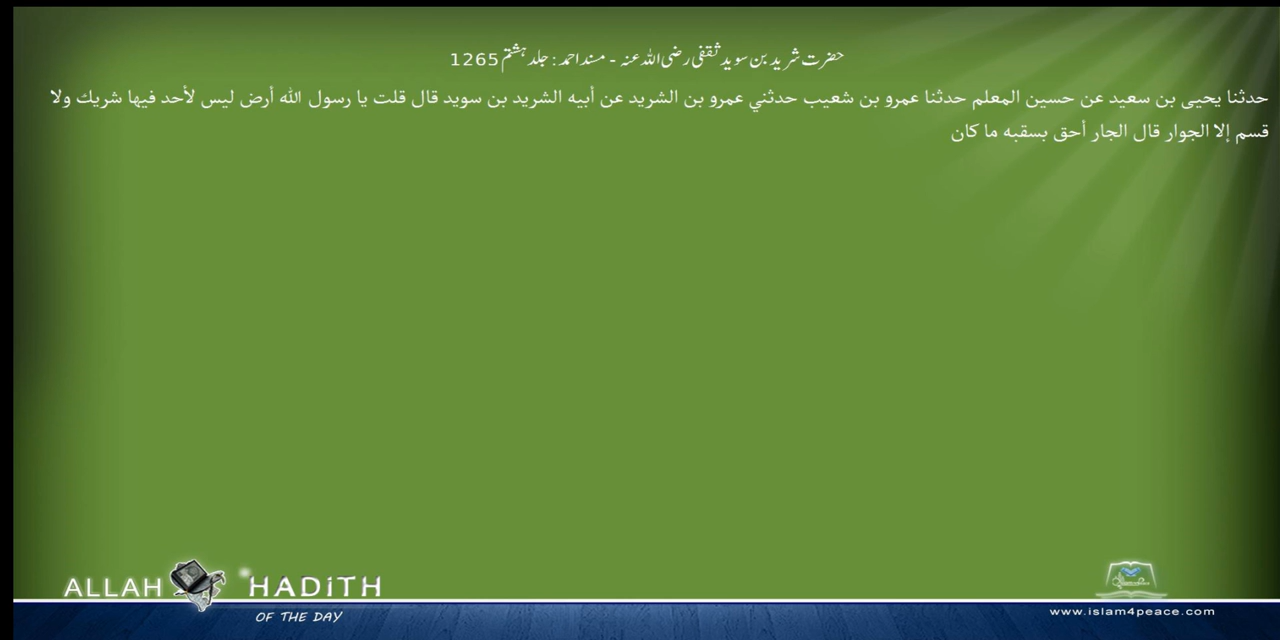 حضرت شرید بن سوید ثقفی رضی اللہ عنہ - مسند احمد : جلد ہشتم 1265
حدثنا يحيى بن سعيد عن حسين المعلم حدثنا عمرو بن شعيب حدثني عمرو بن الشريد عن أبيه الشريد بن سويد قال قلت يا رسول الله أرض ليس لأحد فيها شريك ولا
قسم إلا الجوار قال الجار أحق بسقبه ما كان
ALLAH HADITH
OF THE DAY
www.islam4peace.com